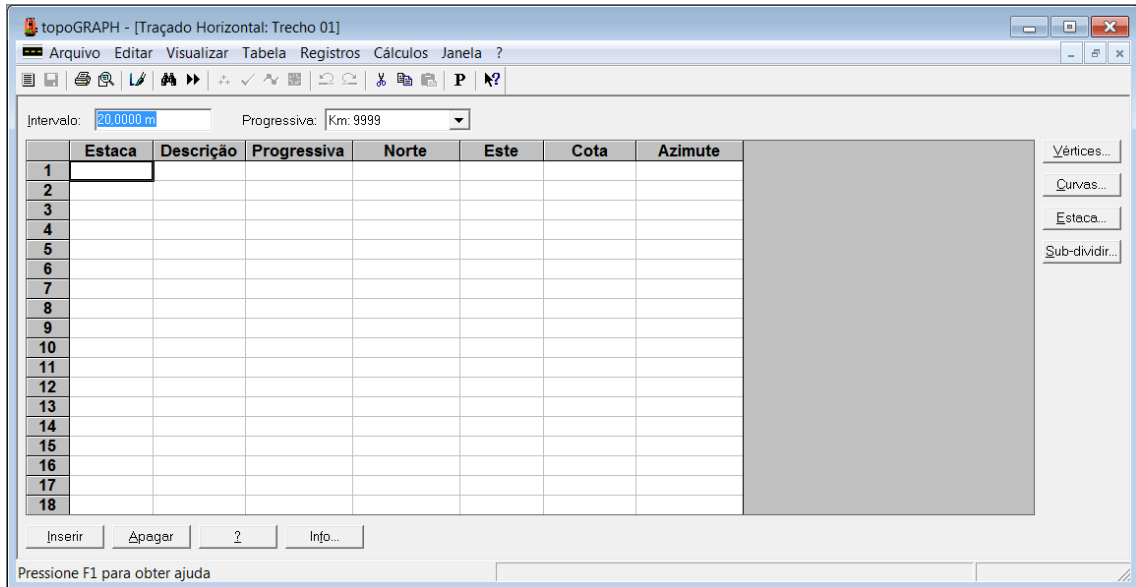 topoGRAPH - [Traçado Horizontal: Trecho 01]
Arquivo Editar Visualizar Tabela Registros Cálculos Janela ?
P
Intervalo: 20,0000 m Progressiva: Km: 9999
Estaca Descrição Progressiva Norte Este Cota Azimute
Vértices...
1
2
Curvas...
3
Estaca...
4
5
Sub-dividir...
6
7
8
9
10
11
12
13
14
15
16
17
18
Inserir Apagar ? Info...
Pressione F1 para obter ajuda